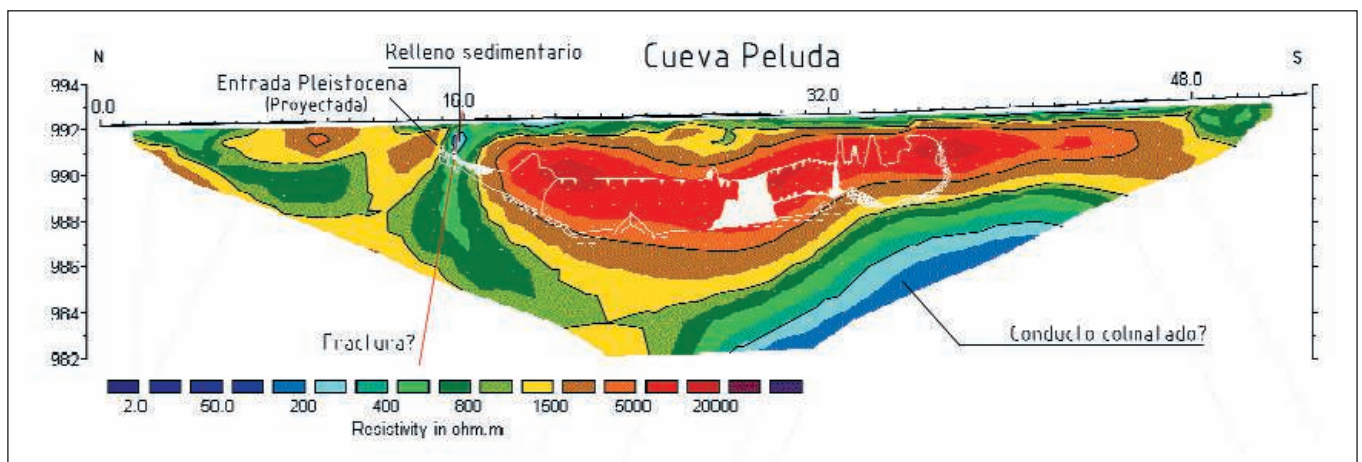 Relleno sedimentario
Cueva Peluda
N
S
Entrada Pleistocena
(Proyectada)
994
992
990
988
986
984
982
0.0
16.0
32.0
48.0
Fractura?
Conducto colmatado?
2.0
50.0
200
400
800
1500
5000
20000
Resistivity in ohm.m